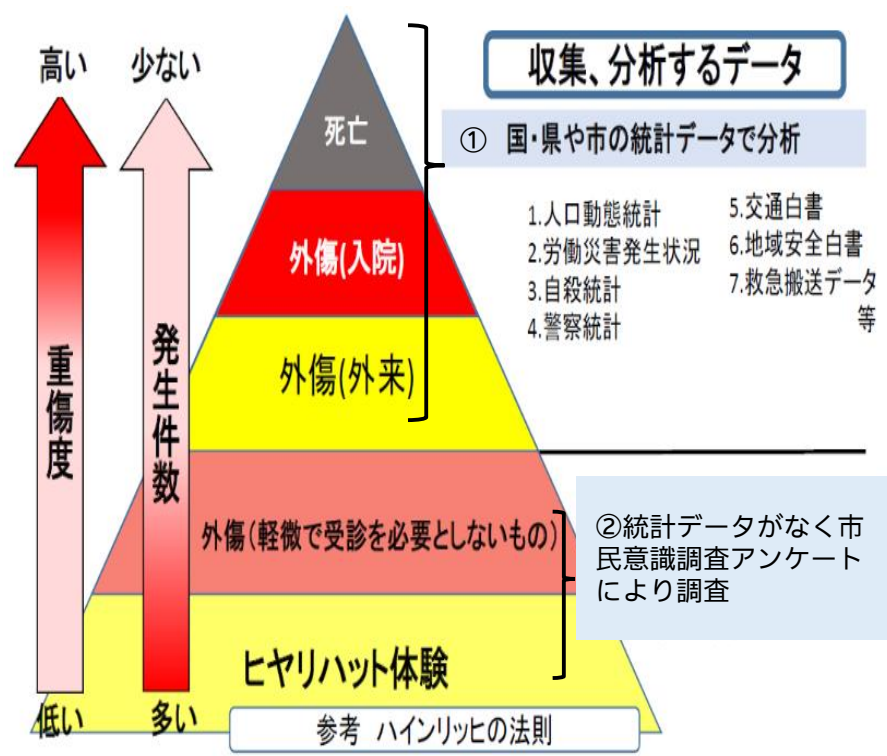 高い
少ない
重傷度
発生件数
低い
多い
死亡
外傷(入院)
外傷(外来)
外傷(軽微で受診を必要としないもの)
ヒヤリハット体験
参考 ハインリッヒの法則
収集、分析するデータ
① 国・県や市の統計データで分析
1.人口動態統計
2.労働災害発生状況
3.自殺統計
4.警察統計
5.交通白書
6.地域安全白書
7.救急搬送データ
等
②統計データがなく市
民意識調査アンケート
により調査